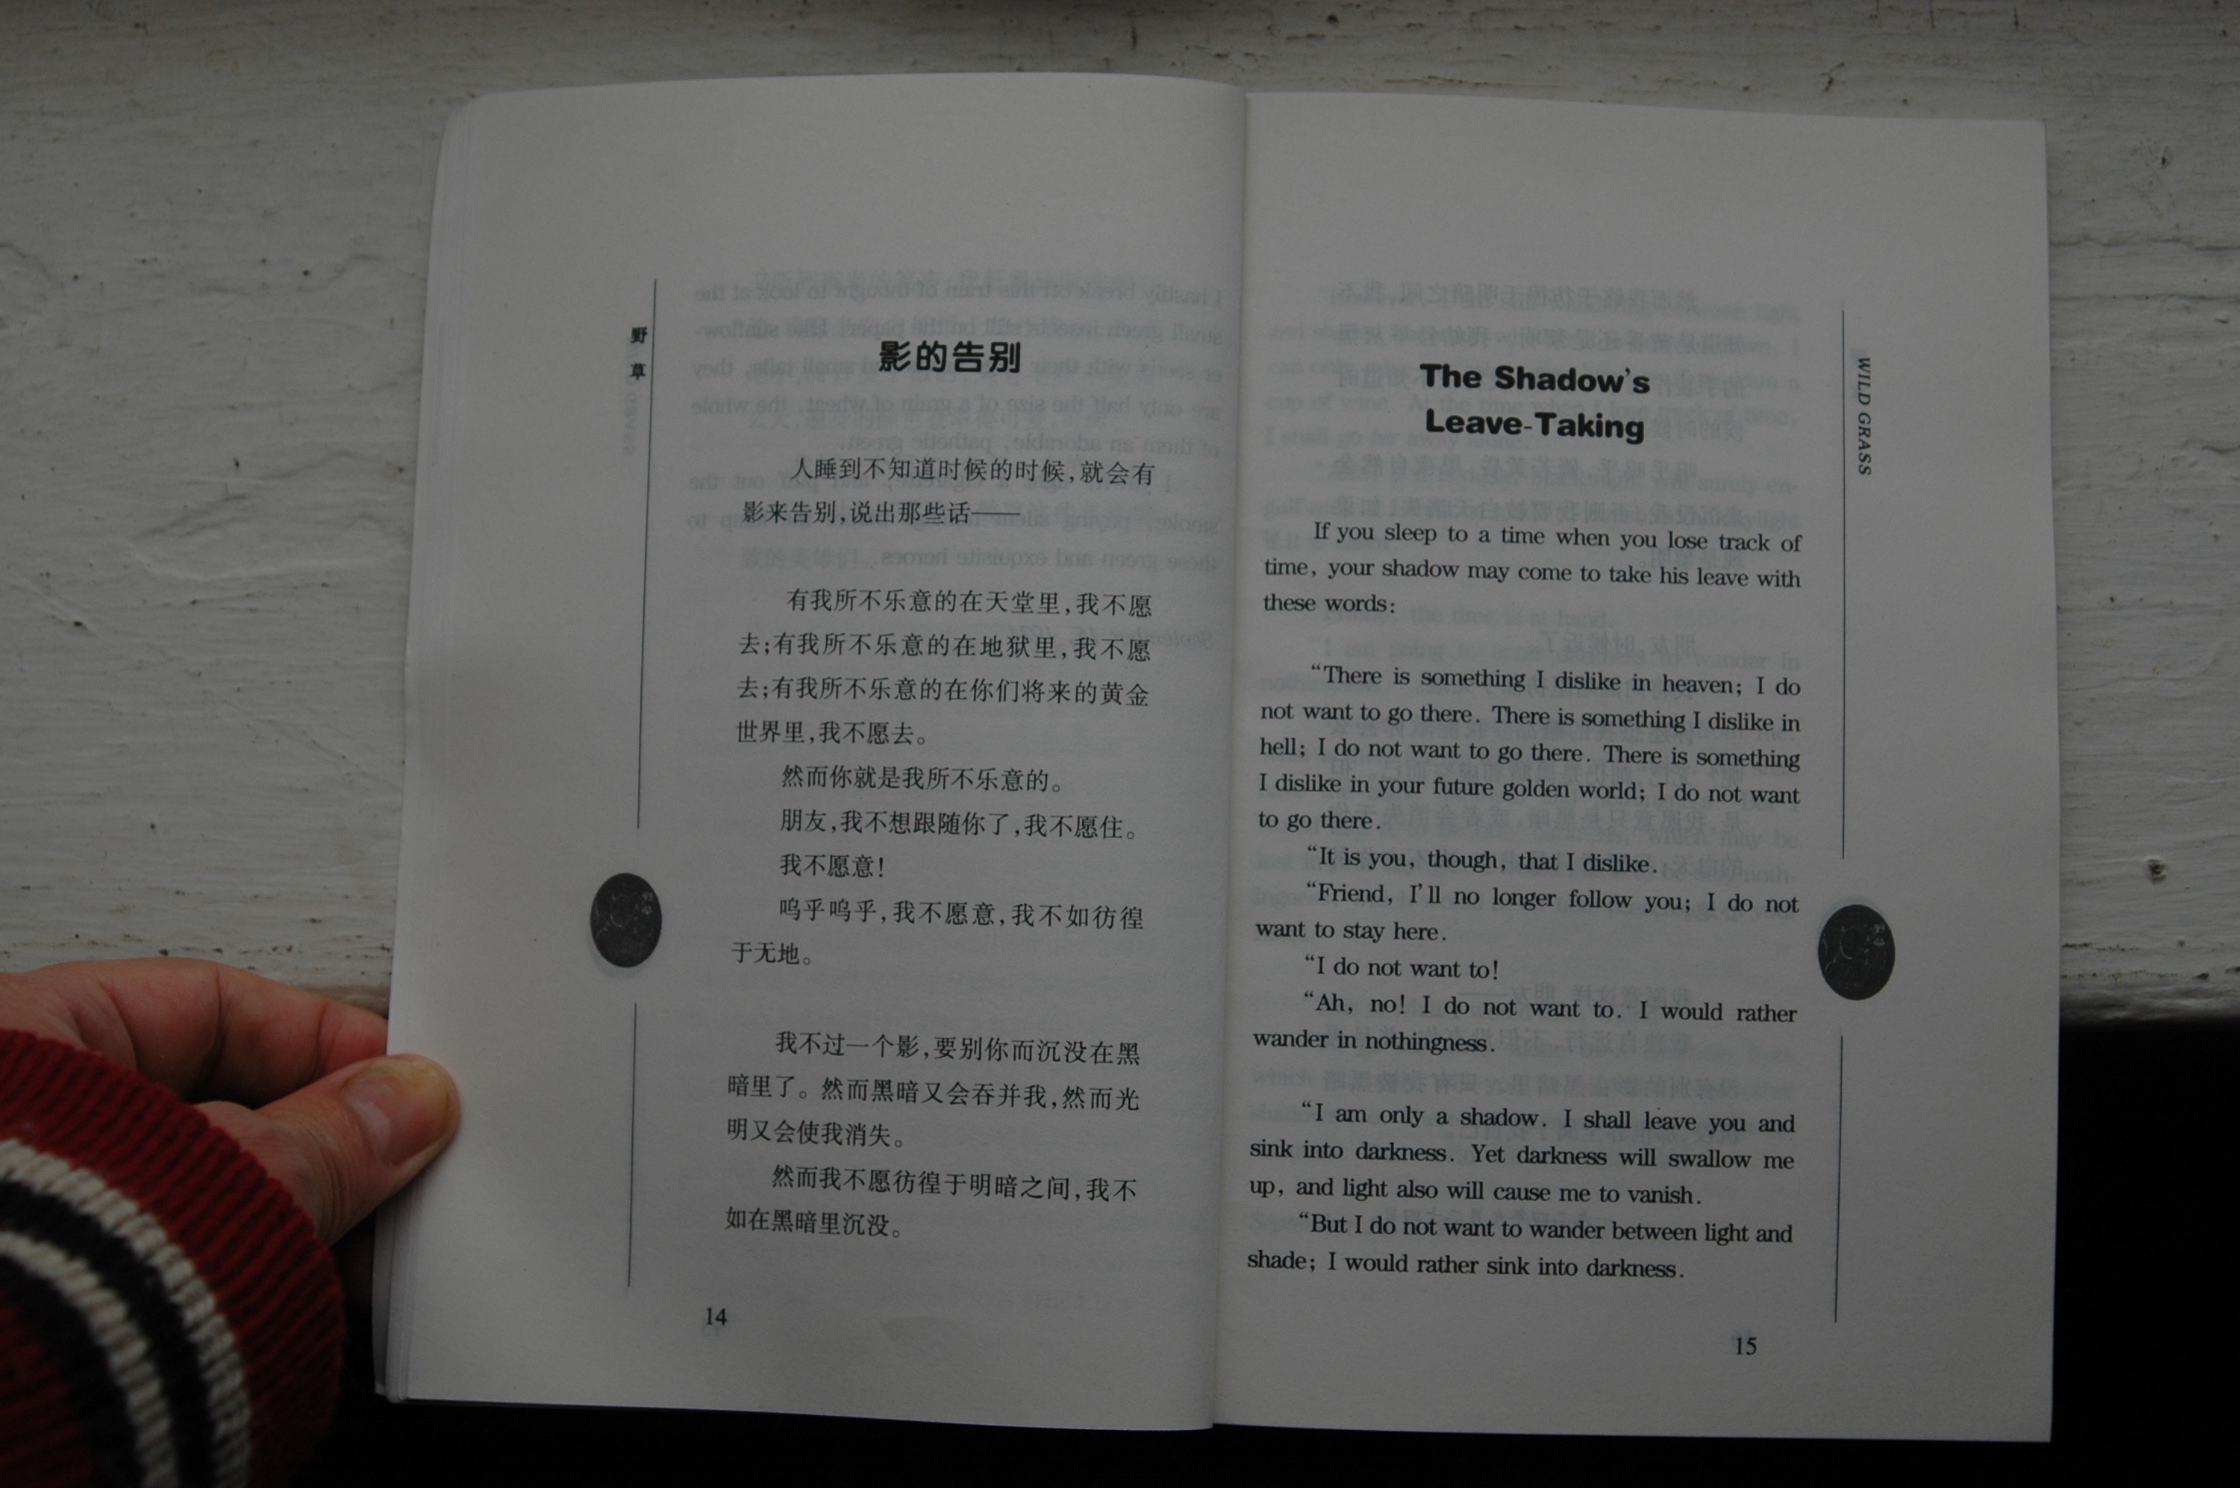 野
草
影的告别
人睡到不知道时候的时候,就会有
影来告别,说出那些话——
有我所不乐意的在天堂里,我不愿
去;有我所不乐意的在地狱里,我不愿
去;有我所不乐意的在你们将来的黄金
世界里,我不愿去。
然而你就是我所不乐意的。
朋友,我不想跟随你了,我不愿住。
我不愿意!
呜乎呜乎,我不愿意,我不如彷徨
于无地。
我不过一个影,要别你而沉没在黑
暗里了。然而黑暗又会吞并我,然而光
明又会使我消失。
然而我不愿彷徨于明暗之间,我不
如在黑暗里沉没。
14
WILD GRASS
The Shadow's
Leave-Taking
If you sleep to a time when you lose track of
time, your shadow may come to take his leave with
these words:
“There is something I dislike in heaven; I do
not want to go there. There is something I dislike in
hell; I do not want to go there. There is something
I dislike in your future golden world; I do not want
to go there.
“It is you, though, that I dislike.
“Friend, I'll no longer follow you; I do not
want to stay here.
“I do not want to!
“Ah, no! I do not want to. I would rather
wander in nothingness.
“I am only a shadow. I shall leave you and
sink into darkness. Yet darkness will swallow me
up, and light also will cause me to vanish.
“But I do not want to wander between light and
shade; I would rather sink into darkness.
15